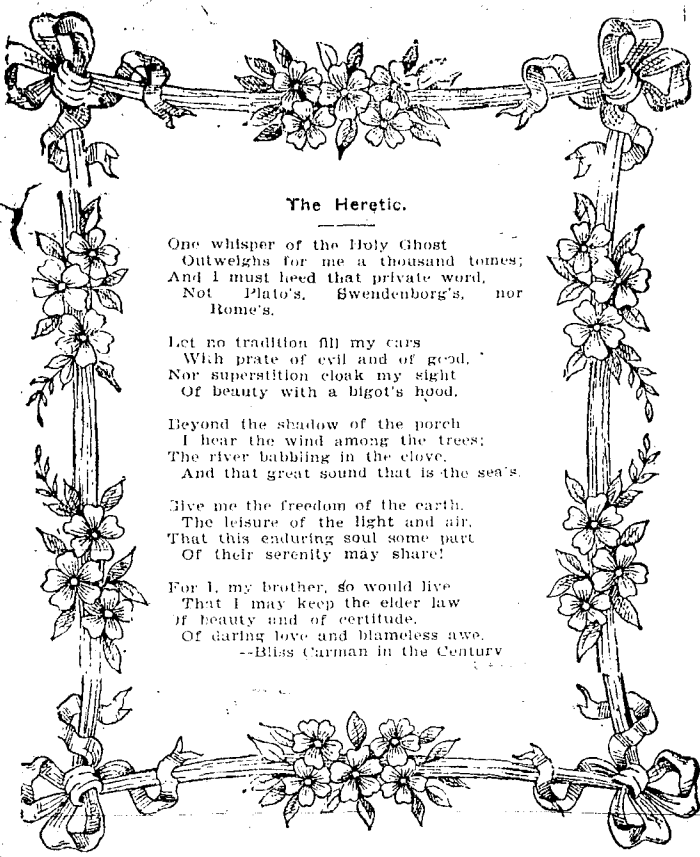 The Heretic.
One whisper of the Holy Ghost
Outweighs for me a thousand tomes;
And I must heed that private word,
Not Plato's, Swendenborg's, nor
Rome's.
Let no tradition fill my ears
With prate of evil and of good,
Nor superstition cloak my sight
Of beauty with a bigot's hood.
Beyond the shadow of the porch
I hear the wind among the trees;
The river babbling in the clove,
And that great sound that is the sea's.
Give me the freedom of the earth,
The leisure of the light and air,
That this enduring soul some part
Of their serenity may share!
For I, my brother, so would live
That I may keep the elder law
Of beauty and of certitude,
Of daring love and blameless awe.
--Bliss Carman in the Century